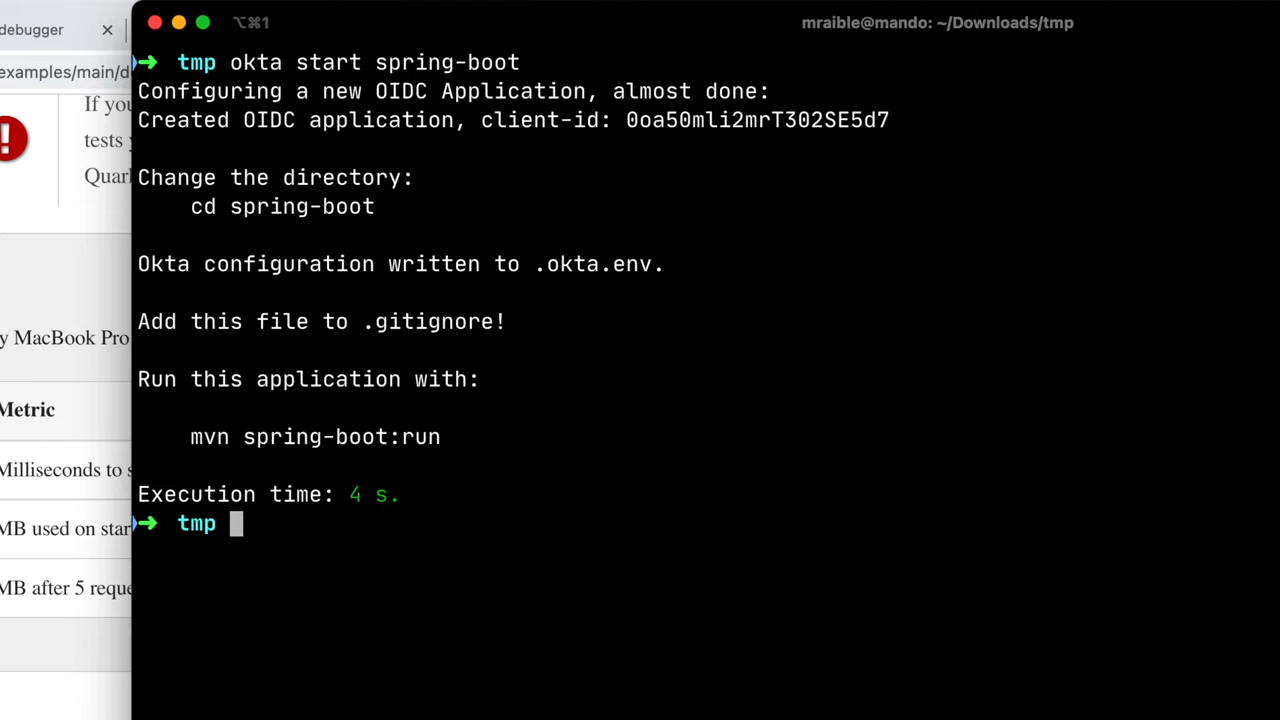 debugger
examples/main/d
If you
tests
Quar
y MacBook Pro
Metric
Milliseconds to s
MB used on star
MB after 5 reque
⌥⌘1
mraible@mando: ~/Downloads/tmp
➜ tmp okta start spring-boot
Configuring a new OIDC Application, almost done:
Created OIDC application, client-id: 0oa50mli2mrT302SE5d7
Change the directory:
cd spring-boot
Okta configuration written to .okta.env.
Add this file to .gitignore!
Run this application with:
mvn spring-boot:run
Execution time: 4 s.
➜ tmp